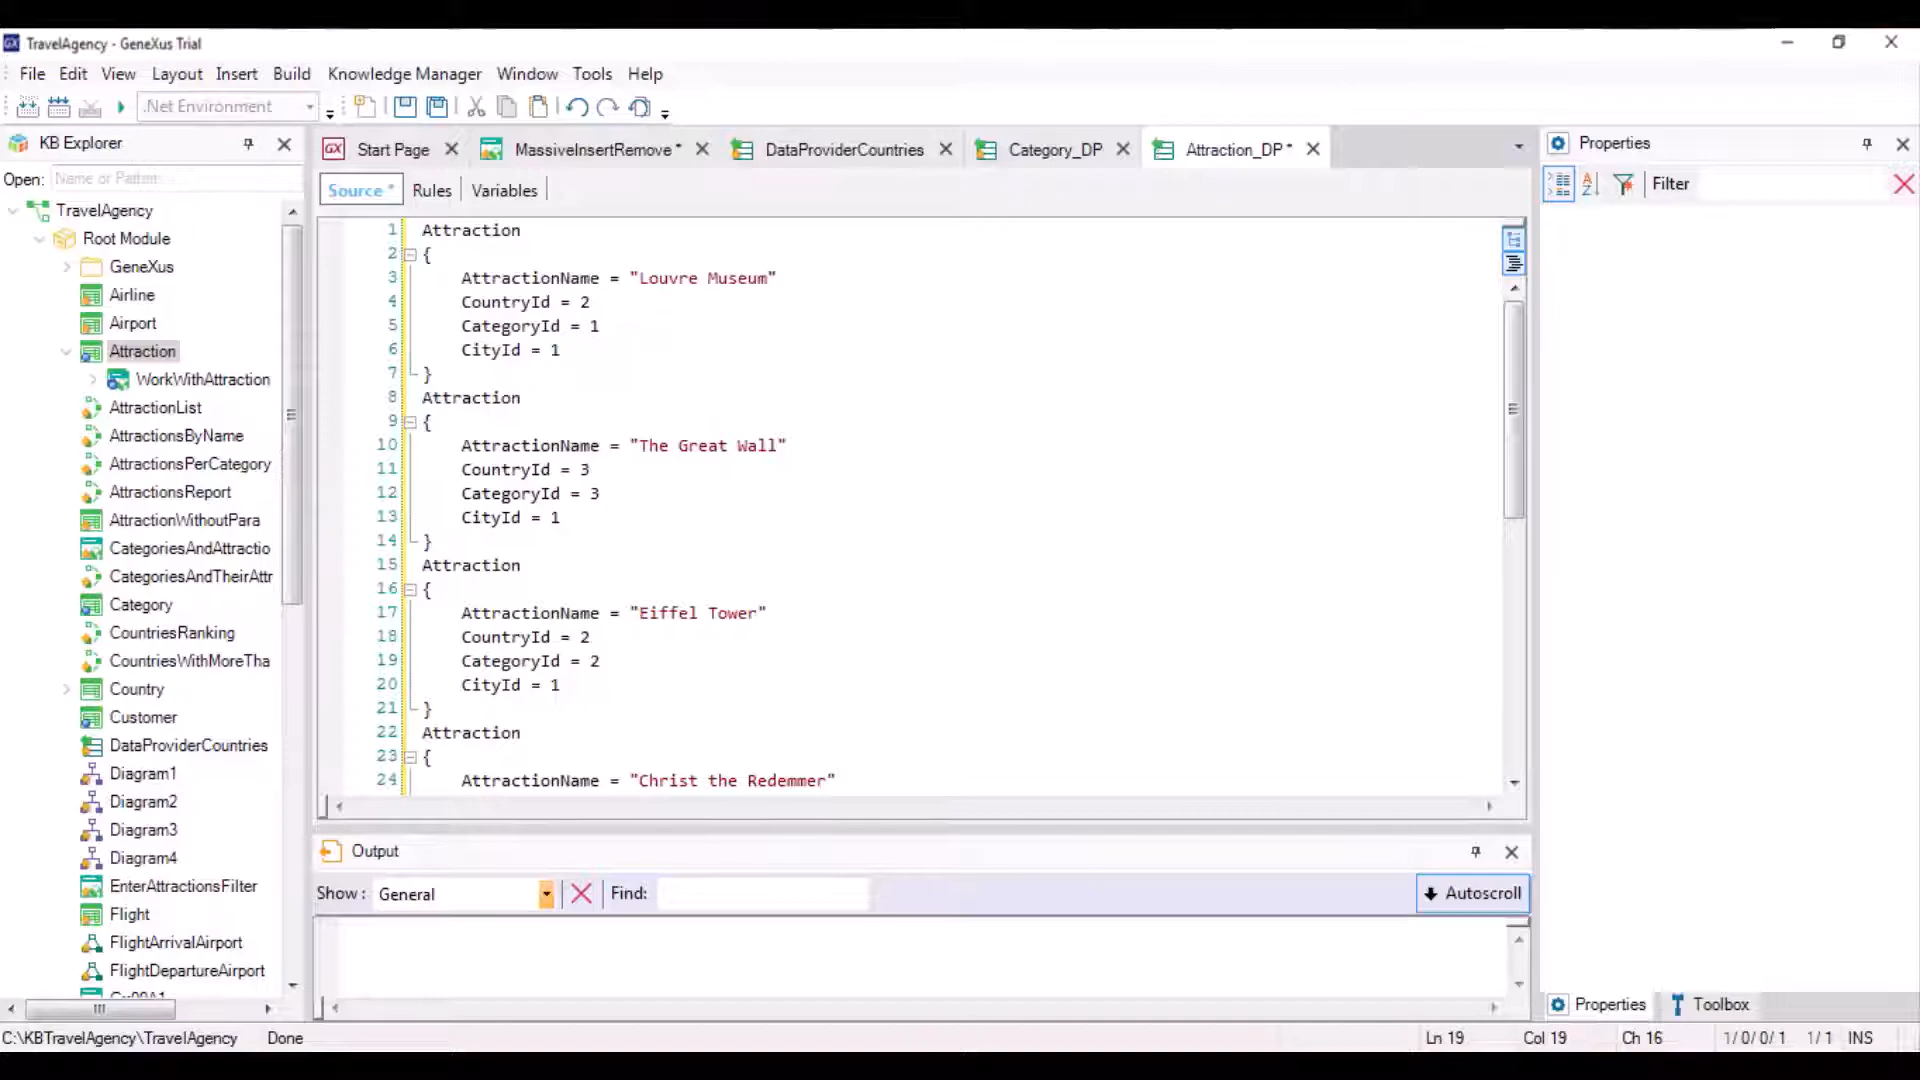 TravelAgency - GeneXus Trial
File Edit View Layout Insert Build Knowledge Manager Window Tools Help
.Net Environment
KB Explorer
Open: Name or Pattern
TravelAgency
Root Module
GeneXus
Airline
Airport
Attraction
WorkWithAttraction
AttractionList
AttractionsByName
AttractionsPerCategory
AttractionsReport
AttractionWithoutPara
CategoriesAndAttractio
CategoriesAndTheirAttr
Category
CountriesRanking
CountriesWithMoreTha
Country
Customer
DataProviderCountries
Diagram1
Diagram2
Diagram3
Diagram4
EnterAttractionsFilter
Flight
FlightArrivalAirport
FlightDepartureAirport
Start Page MassiveInsertRemove * DataProviderCountries Category_DP Attraction_DP *
Source * Rules Variables
1 Attraction
2 {
3 AttractionName = "Louvre Museum"
4 CountryId = 2
5 CategoryId = 1
6 CityId = 1
7 }
8 Attraction
9 {
10 AttractionName = "The Great Wall"
11 CountryId = 3
12 CategoryId = 3
13 CityId = 1
14 }
15 Attraction
16 {
17 AttractionName = "Eiffel Tower"
18 CountryId = 2
19 CategoryId = 2
20 CityId = 1
21 }
22 Attraction
23 {
24 AttractionName = "Christ the Redemmer"
Output
Show: General Find: Autoscroll
Properties
Filter
Properties Toolbox
C:\KBTravelAgency\TravelAgency Done Ln 19 Col 19 Ch 16 1/0/0/1 1/1 INS